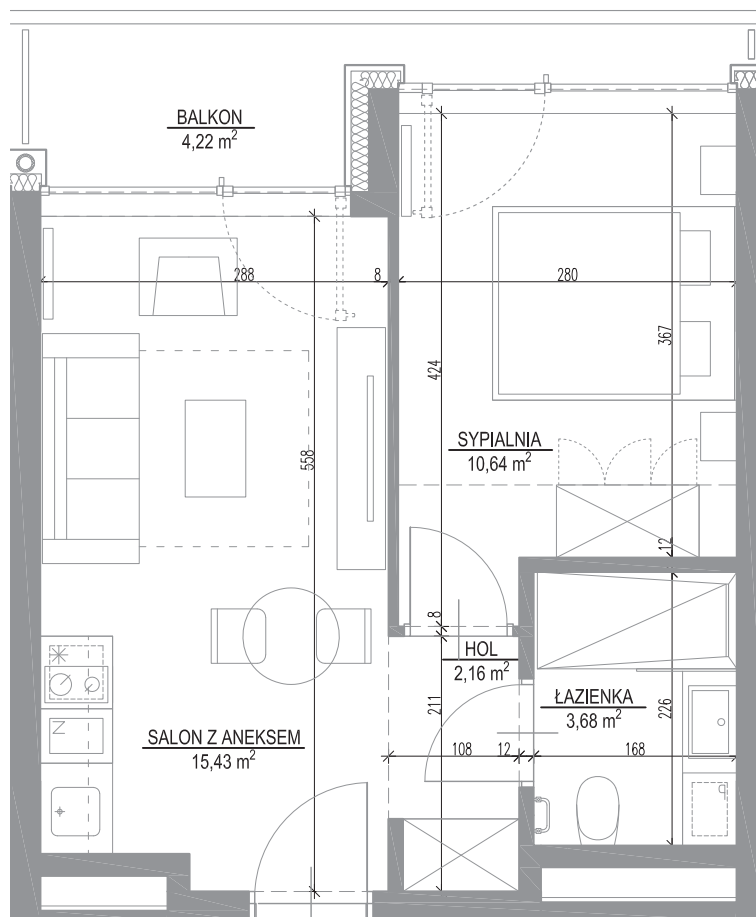 BALKON
4,22 m²
288
8
280
424
367
SYPIALNIA
10,64 m²
558
12
8
HOL
2,16 m²
211
ŁAZIENKA
3,68 m²
226
SALON Z ANEKSEM
15,43 m²
108
12
168
Z